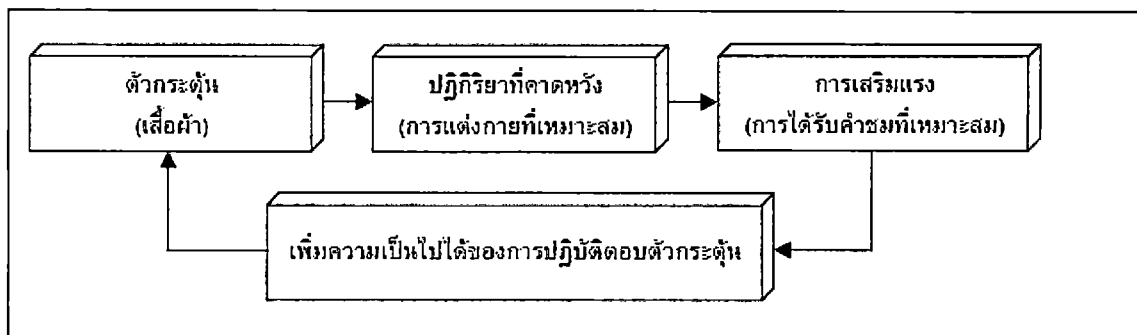 ตัวกระตุ้น
(เสื้อผ้า)
ปฏิกิริยาที่คาดหวัง
(การแต่งกายที่เหมาะสม)
การเสริมแรง
(การได้รับคำชมที่เหมาะสม)
เพิ่มความเป็นไปได้ของการปฏิบัติตอบตัวกระตุ้น